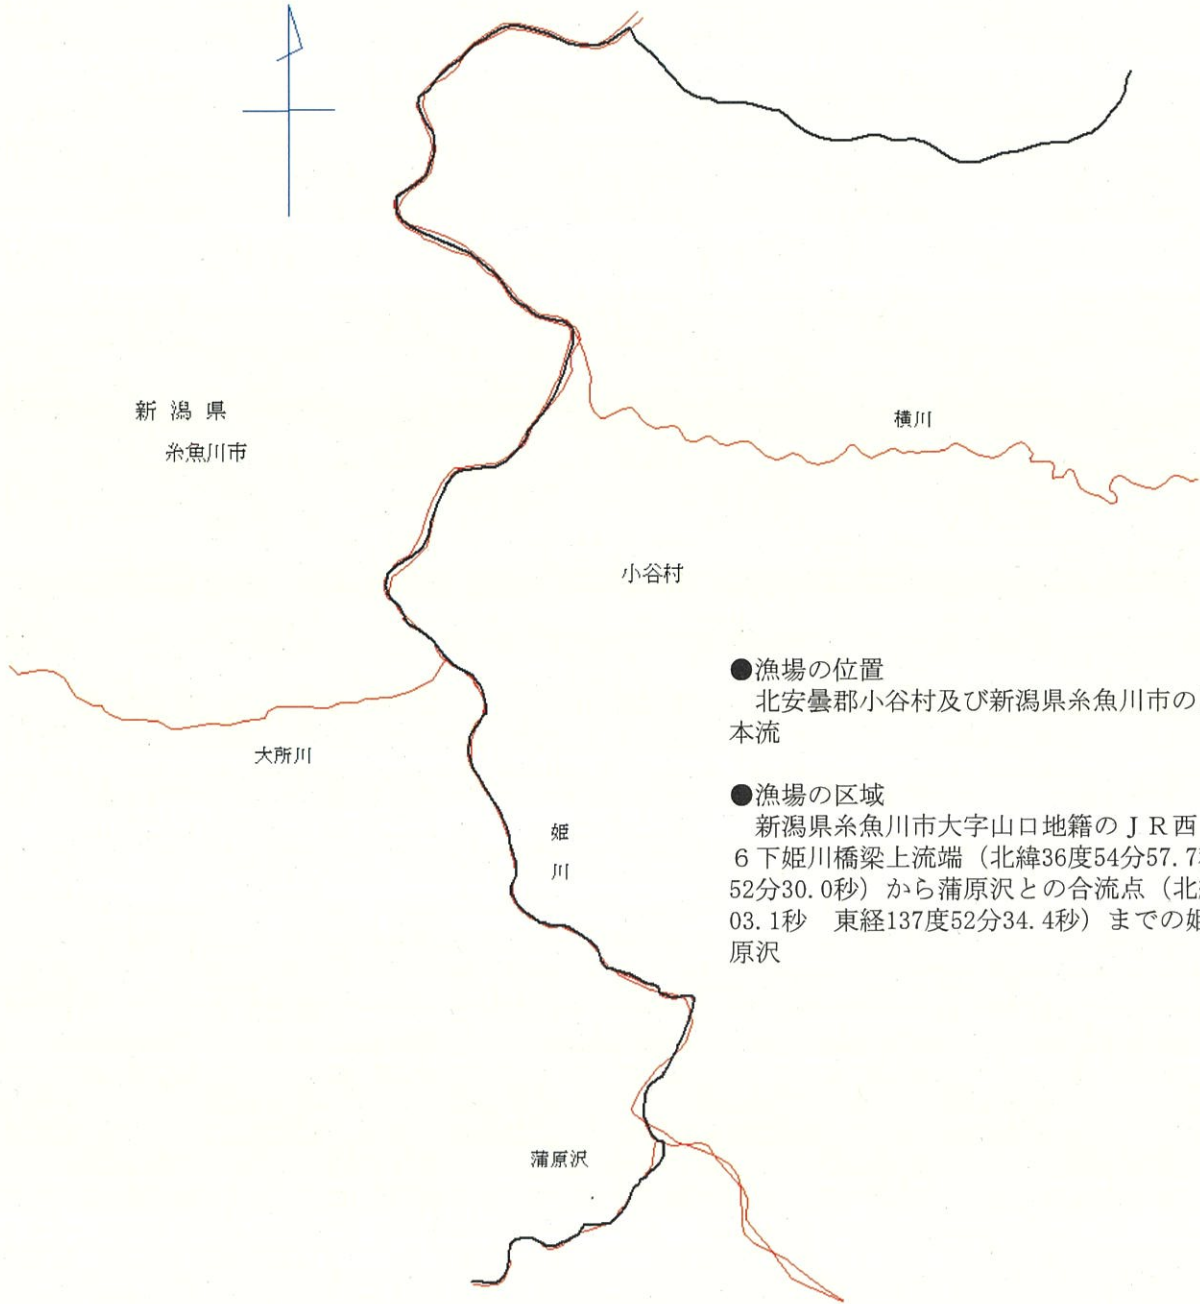 新潟県
糸魚川市
横川
小谷村
●漁場の位置
北安曇郡小谷村及び新潟県糸魚川市の
本流
大所川
●漁場の区域
新潟県糸魚川市大字山口地籍のＪＲ西
６下姫川橋梁上流端（北緯36度54分57.7
52分30.0秒）から蒲原沢との合流点（北
03.1秒　東経137度52分34.4秒）までの
原沢
姫
川
蒲原沢